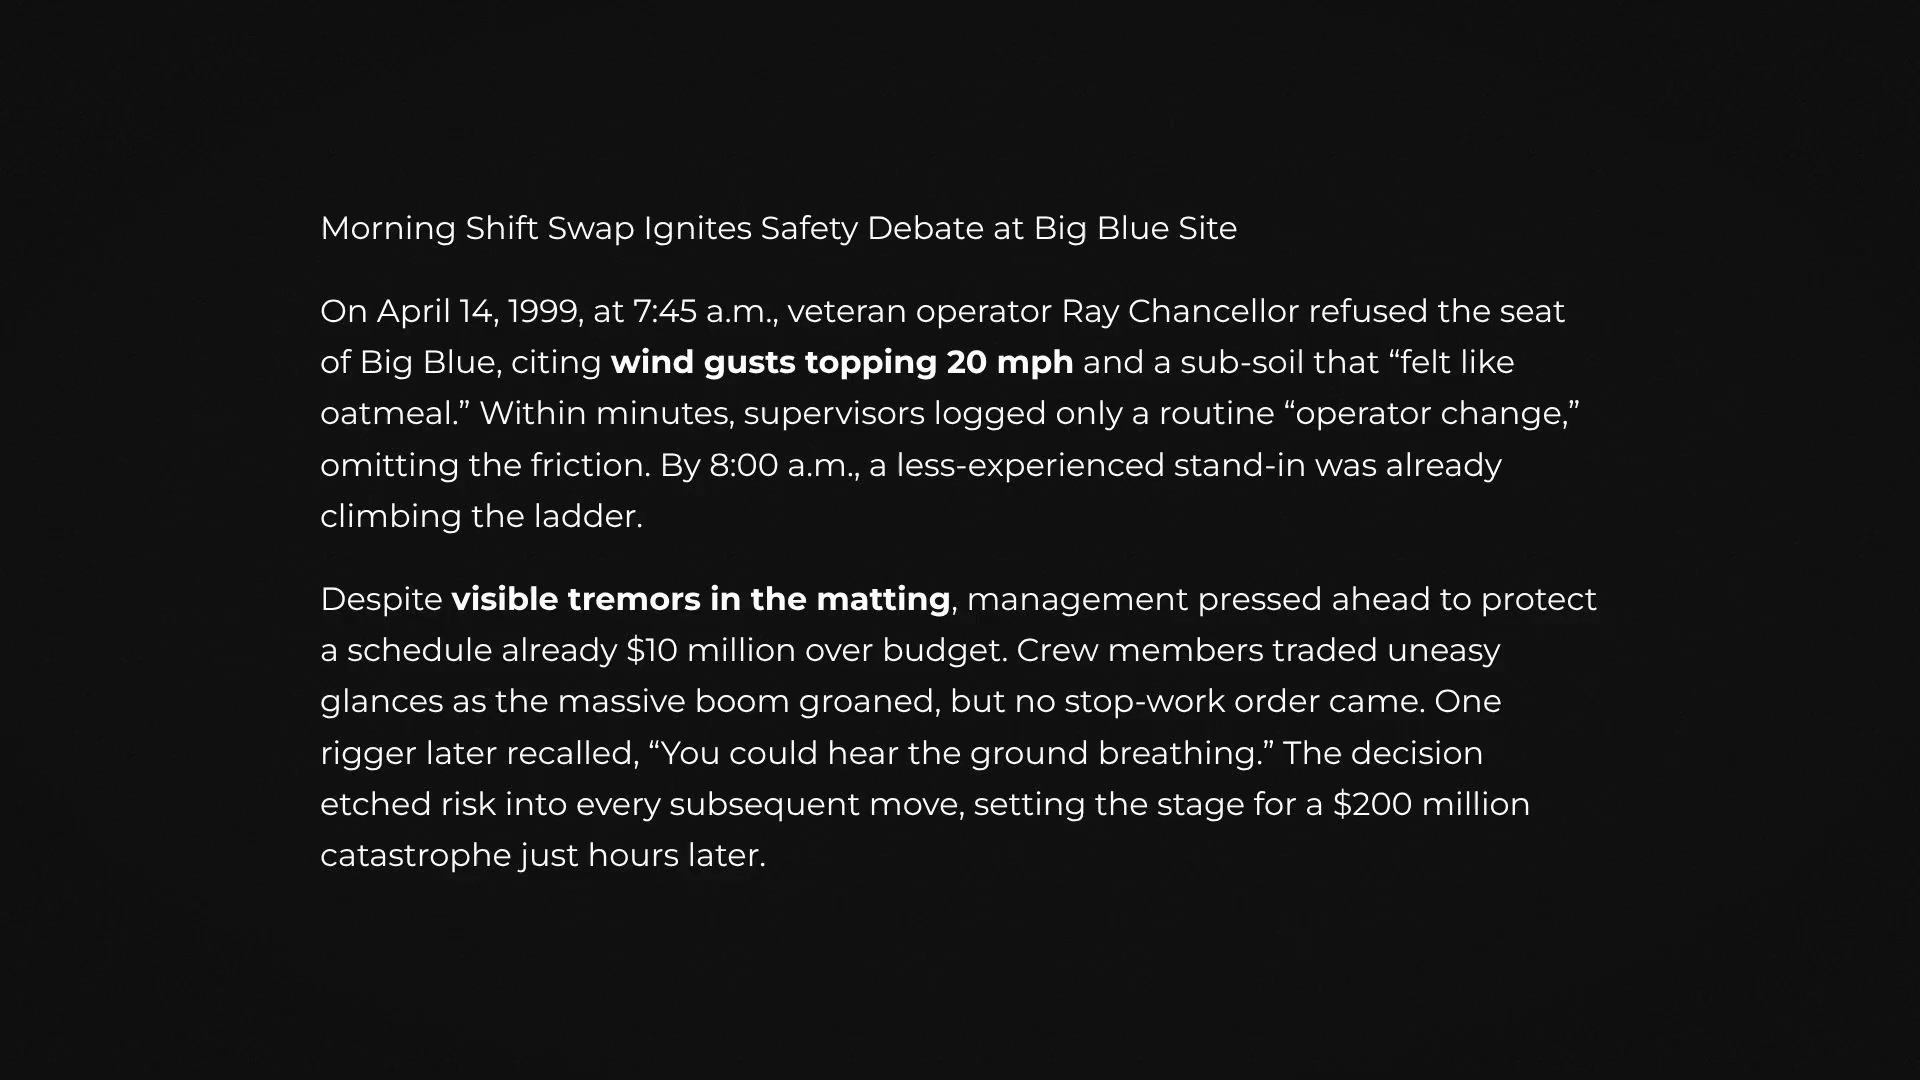 Morning Shift Swap Ignites Safety Debate at Big Blue Site
On April 14, 1999, at 7:45 a.m., veteran operator Ray Chancellor refused the seat
of Big Blue, citing wind gusts topping 20 mph and a sub-soil that “felt like
oatmeal.” Within minutes, supervisors logged only a routine “operator change,”
omitting the friction. By 8:00 a.m., a less-experienced stand-in was already
climbing the ladder.
Despite visible tremors in the matting, management pressed ahead to protect
a schedule already $10 million over budget. Crew members traded uneasy
glances as the massive boom groaned, but no stop-work order came. One
rigger later recalled, “You could hear the ground breathing.” The decision
etched risk into every subsequent move, setting the stage for a $200 million
catastrophe just hours later.